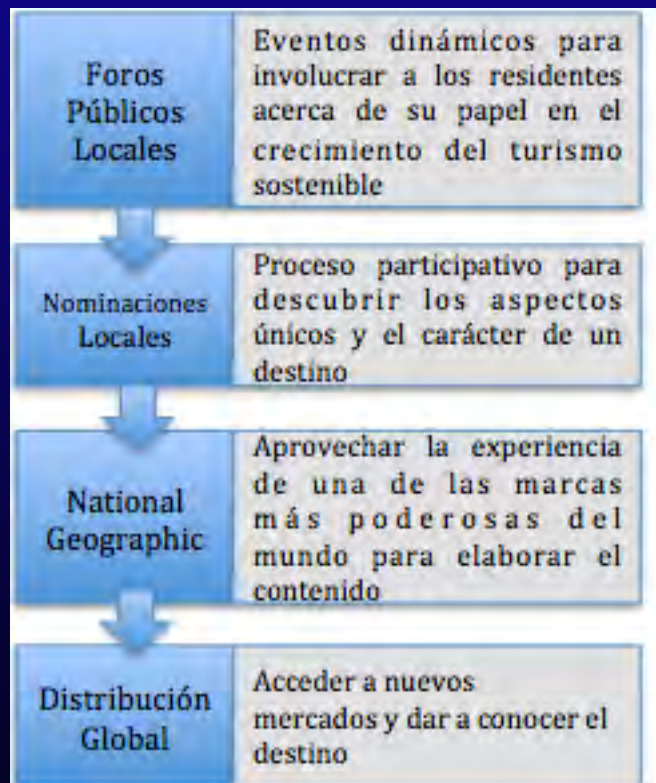 Foros
Públicos
Locales
Eventos dinámicos para
involucrar a los residentes
acerca de su papel en el
crecimiento del turismo
sostenible
Nominaciones
Locales
Proceso participativo para
descubrir los aspectos
únicos y el carácter de un
destino
National
Geographic
Aprovechar la experiencia
de una de las marcas
más poderosas del
mundo para elaborar el
contenido
Distribución
Global
Acceder a nuevos
mercados y dar a conocer el
destino